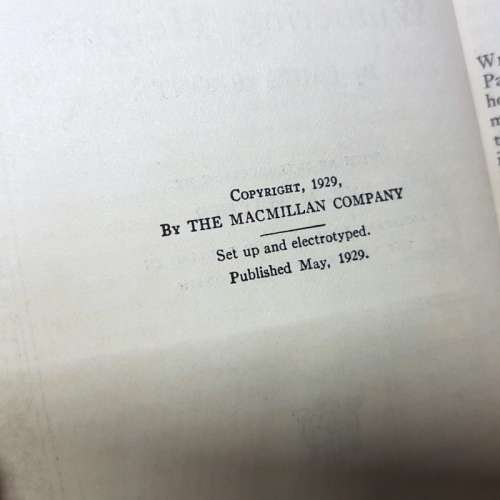 COPYRIGHT, 1929,
BY THE MACMILLAN COMPANY
Set up and electrotyped.
Published May, 1929.